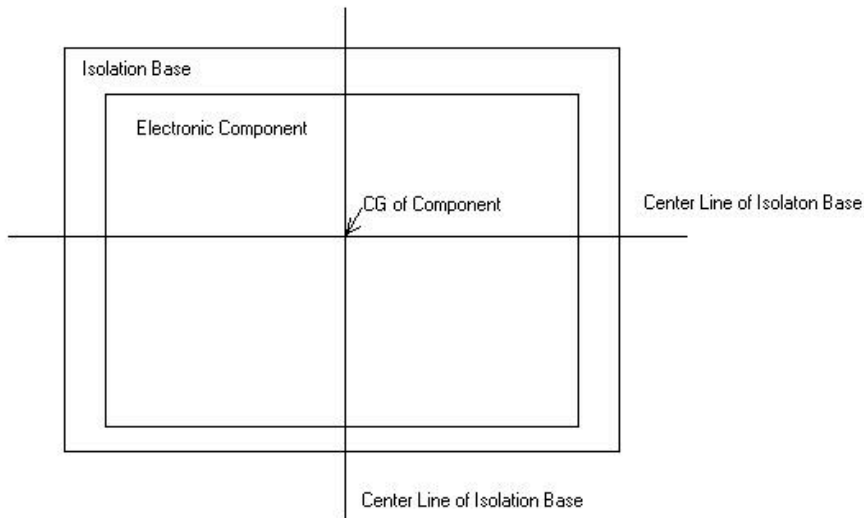 Isolation Base
Electronic Component
CG of Component
Center Line of Isolaton Base
Center Line of Isolation Base